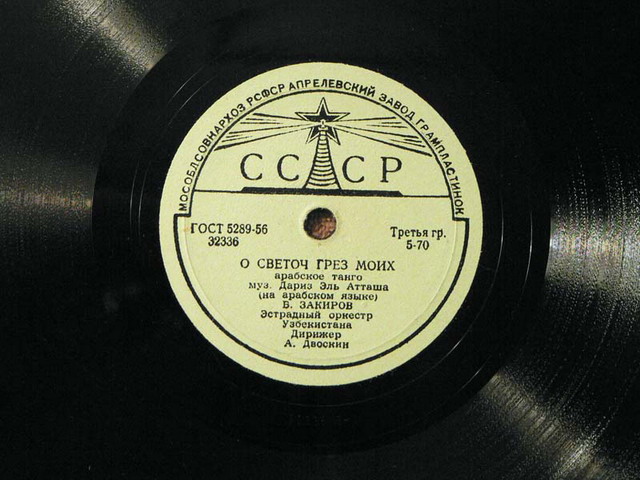 МОСОБЛСОВНАРХОЗ РСФСР АПРЕЛЕВСКИЙ ЗАВОД ГРАМПЛАСТИНОК
СССР
ГОСТ 5289-56
32336
Третья гр.
5-70
О СВЕТОЧ ГРЕЗ МОИХ
арабское танго
муз. Дариз Эль Атташа
(на арабском языке)
Б. ЗАКИРОВ
Эстрадный оркестр
Узбекистана
Дирижер
А. Двоскин